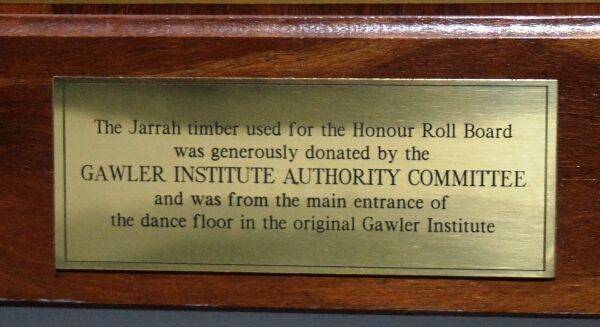 The Jarrah timber used for the Honour Roll Board
was generously donated by the
GAWLER INSTITUTE AUTHORITY COMMITTEE
and was from the main entrance of
the dance floor in the original Gawler Institute